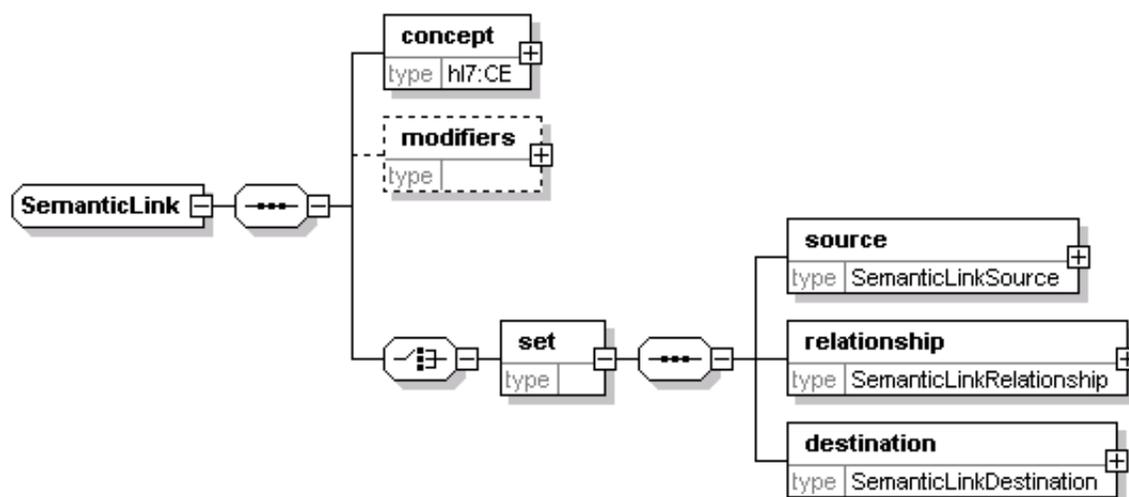 concept
type hl7:CE
modifiers
type
SemanticLink
source
type SemanticLinkSource
set
type
relationship
type SemanticLinkRelationship
destination
type SemanticLinkDestination